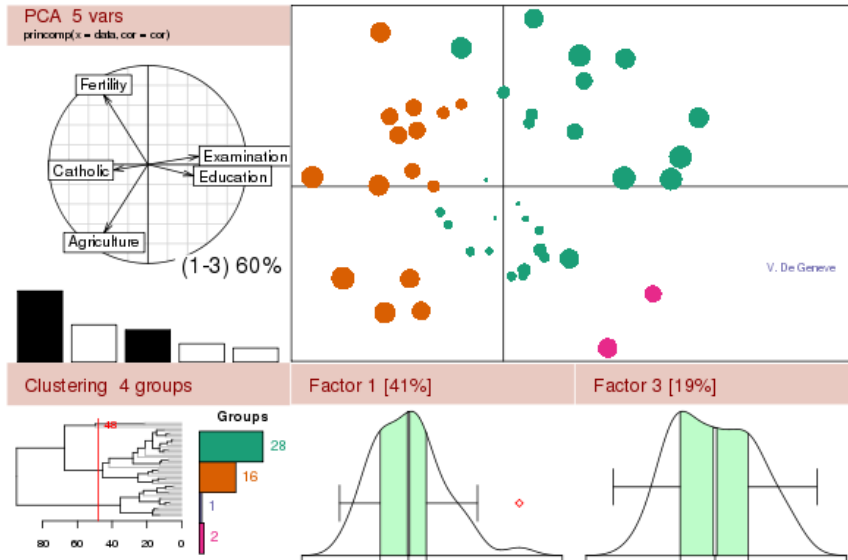 PCA 5 vars
princomp(x = data, cor = cor)
Fertility
Examination
Catholic
Education
Agriculture
(1-3) 60%
V. De Geneve
Clustering 4 groups
Factor 1 [41%]
Factor 3 [19%]
Groups
48
28
16
1
2
80 60 40 20 0